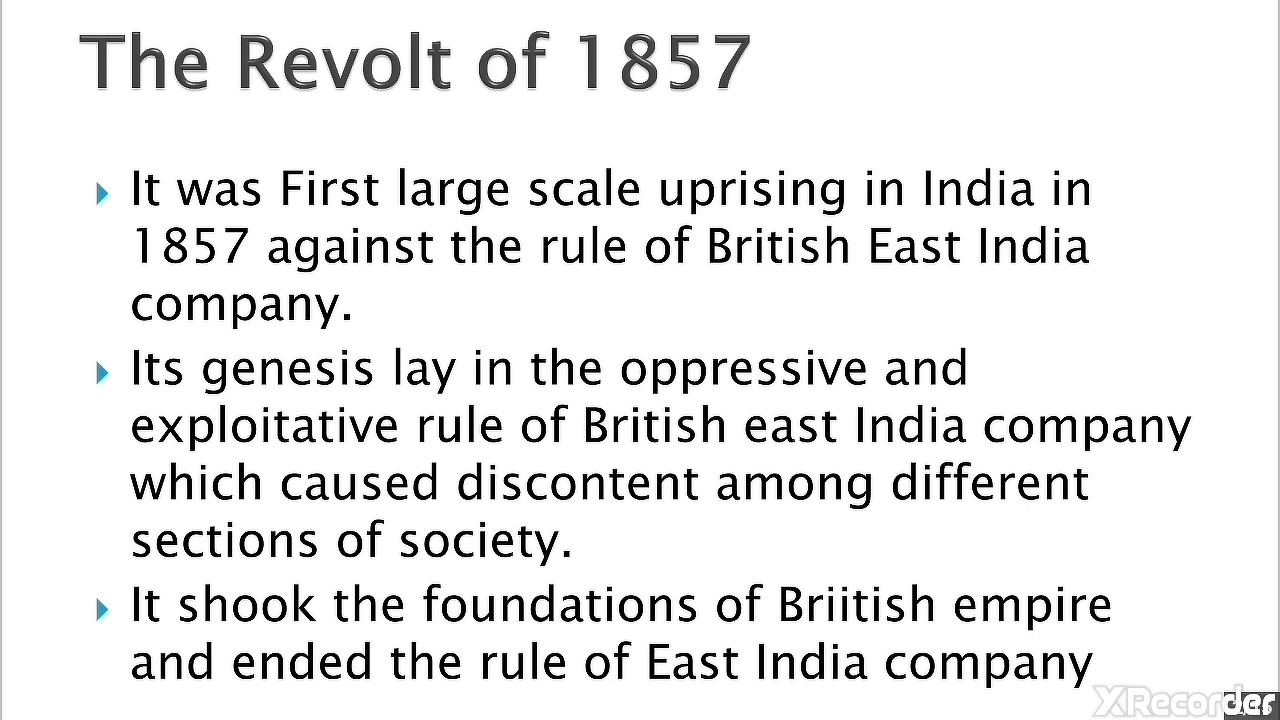 The Revolt of 1857
It was First large scale uprising in India in
1857 against the rule of British East India
company.
Its genesis lay in the oppressive and
exploitative rule of British east India company
which caused discontent among different
sections of society.
It shook the foundations of Briitish empire
and ended the rule of East India company
XRecorder